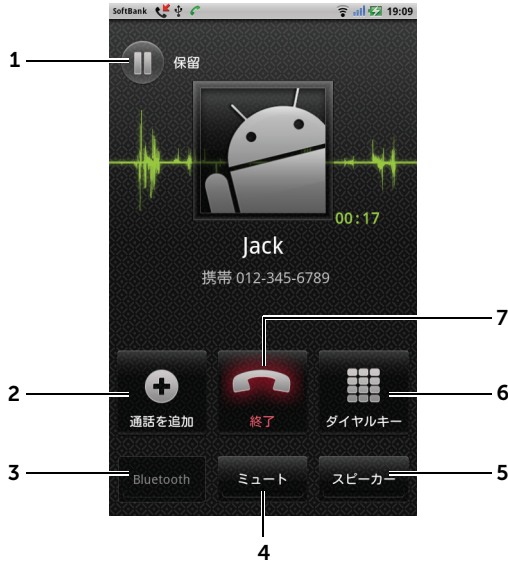 SoftBank 19:09
1
保留
00:17
Jack
携帯 012-345-6789
7
2
通話を追加
終了
ダイヤルキー
6
3
Bluetooth
ミュート
スピーカー
5
4